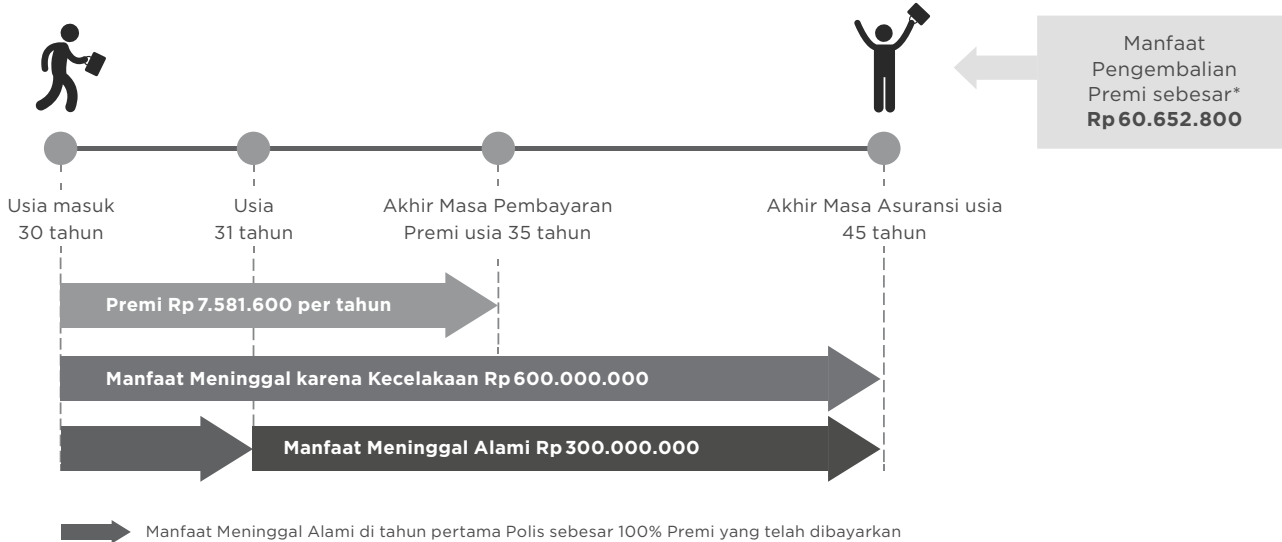 Manfaat
Pengembalian
Premi sebesar*
Rp 60.652.800
Usia masuk
30 tahun
Usia
31 tahun
Akhir Masa Pembayaran
Premi usia 35 tahun
Akhir Masa Asuransi usia
45 tahun
Premi Rp 7.581.600 per tahun
Manfaat Meninggal karena Kecelakaan Rp 600.000.000
Manfaat Meninggal Alami Rp 300.000.000
Manfaat Meninggal Alami di tahun pertama Polis sebesar 100% Premi yang telah dibayarkan